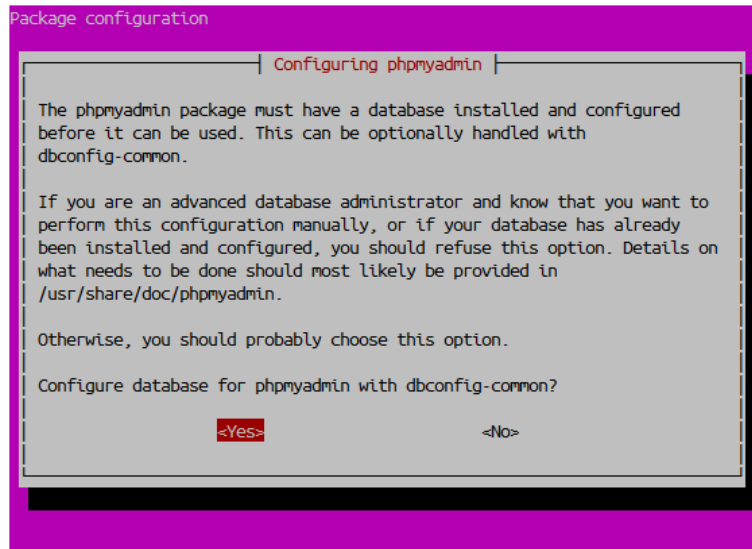 Package configuration
Configuring phpmyadmin
The phpmyadmin package must have a database installed and configured
before it can be used. This can be optionally handled with
dbconfig-common.
If you are an advanced database administrator and know that you want to
perform this configuration manually, or if your database has already
been installed and configured, you should refuse this option. Details on
what needs to be done should most likely be provided in
/usr/share/doc/phpmyadmin.
Otherwise, you should probably choose this option.
Configure database for phpmyadmin with dbconfig-common?
<Yes> <No>